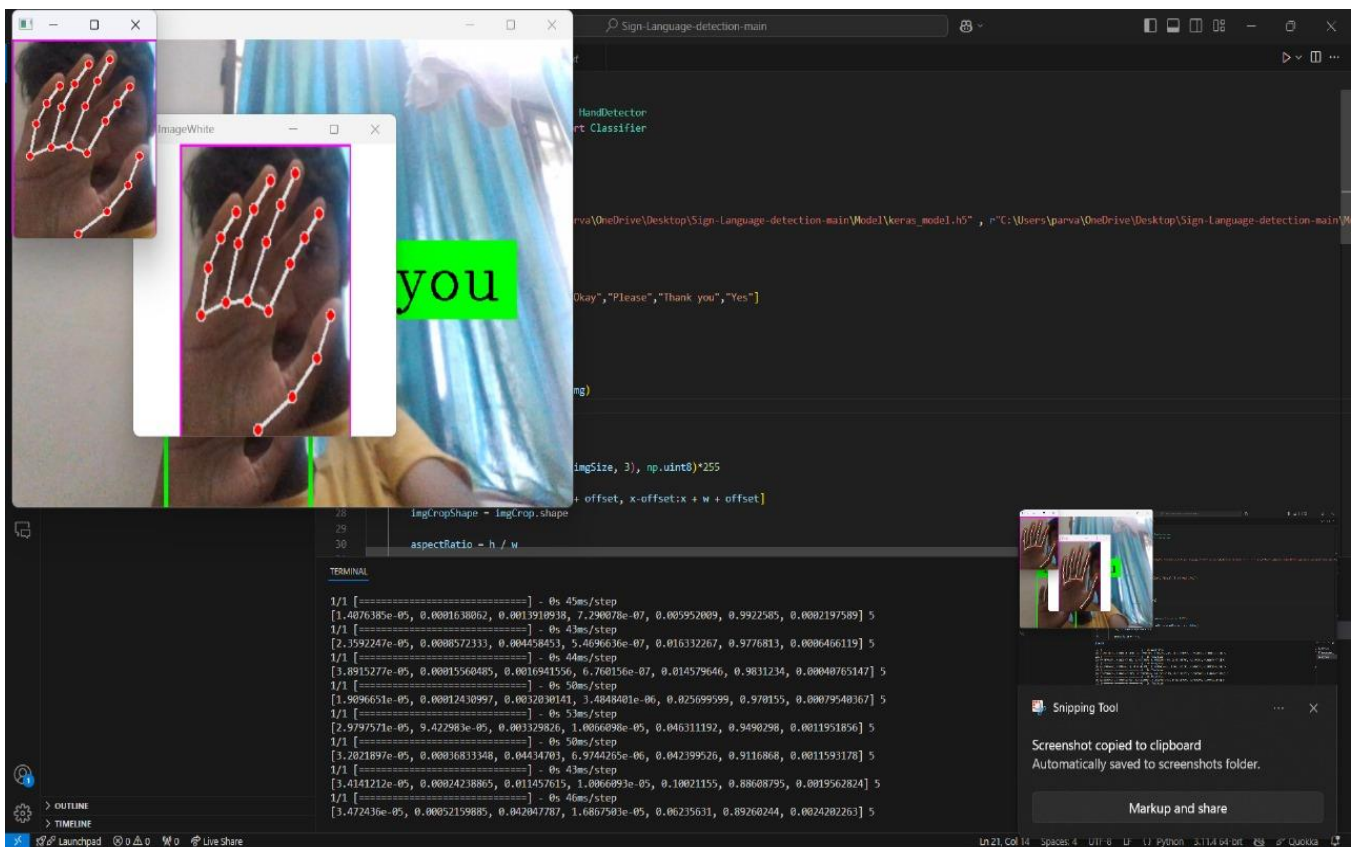 Sign-Language-detection-main
HandDetector
rt Classifier
ImageWhite
rva\OneDrive\Desktop\Sign-Language-detection-main\Model\keras_model.h5" , r"C:\Users\parva\OneDrive\Desktop\Sign-Language-detection-main\M
you
Okay","Please","Thank you","Yes"]
mg)
imgSize, 3), np.uint8)*255
+ offset, x-offset:x + w + offset]
28 imgCropShape = imgCrop.shape
29
30 aspectRatio = h / w
TERMINAL
1/1 [==============================] - 0s 45ms/step
[1.4076385e-05, 0.0001638062, 0.0013910938, 7.290078e-07, 0.005952009, 0.9922585, 0.0002197589] 5
1/1 [==============================] - 0s 43ms/step
[2.3592247e-05, 0.0008572333, 0.004458453, 5.4696636e-07, 0.016332267, 0.9776813, 0.0006466119] 5
1/1 [==============================] - 0s 44ms/step
[3.8915277e-05, 0.00015560485, 0.0016941556, 6.760156e-07, 0.014579646, 0.9831234, 0.00040765147] 5
1/1 [==============================] - 0s 50ms/step
[1.9096651e-05, 0.00012430997, 0.0032030141, 3.4848401e-06, 0.025699599, 0.970155, 0.00079540367] 5
1/1 [==============================] - 0s 53ms/step
[2.9797571e-05, 9.422983e-05, 0.003329826, 1.0066098e-05, 0.046311192, 0.9490298, 0.0011951856] 5
1/1 [==============================] - 0s 50ms/step
[3.2021897e-05, 0.00036833348, 0.04434703, 6.9744265e-06, 0.042399526, 0.9116868, 0.0011593178] 5
1/1 [==============================] - 0s 43ms/step
[3.4141212e-05, 0.00024238865, 0.011457615, 1.0066093e-05, 0.10021155, 0.88608795, 0.0019562824] 5
1/1 [==============================] - 0s 46ms/step
[3.472436e-05, 0.00052159885, 0.042047787, 1.6867503e-05, 0.06235631, 0.89260244, 0.0024202263] 5
Snipping Tool
Screenshot copied to clipboard
Automatically saved to screenshots folder.
Markup and share
OUTLINE
TIMELINE
Launchpad 0 0 0 Live Share
Ln 21, Col 14 Spaces: 4 UTF-8 LF Python 3.11.4 64-bit Quokka